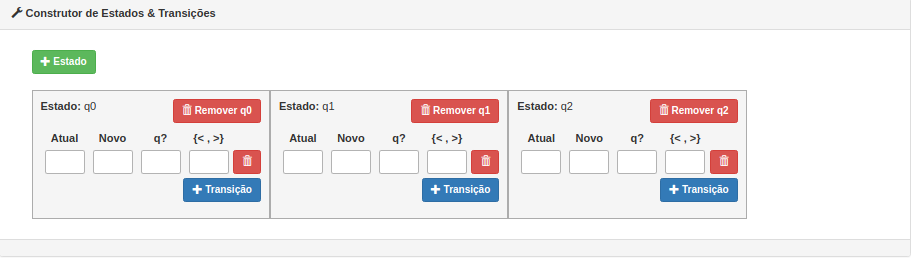 Construtor de Estados & Transições
+ Estado
Estado: q0 Remover q0
Atual Novo q? {< , >}
+ Transição
Estado: q1 Remover q1
Atual Novo q? {< , >}
+ Transição
Estado: q2 Remover q2
Atual Novo q? {< , >}
+ Transição